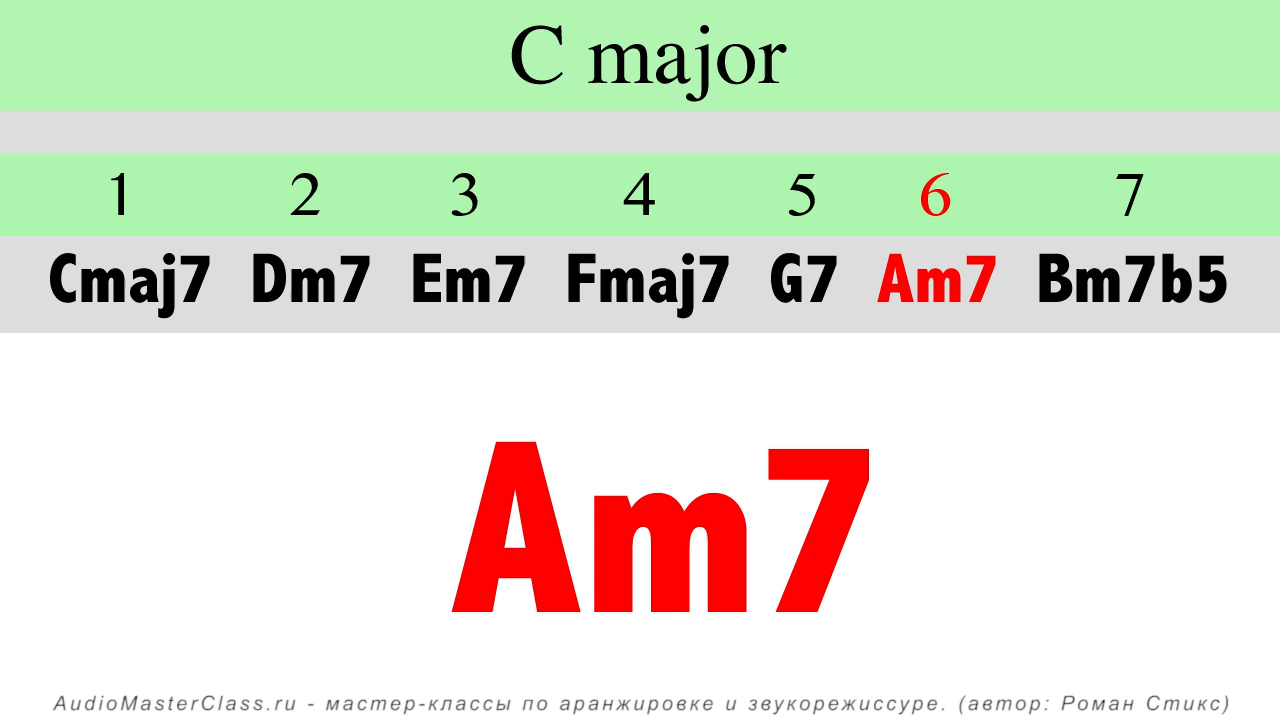 C major
1 2 3 4 5 6 7
Cmaj7 Dm7 Em7 Fmaj7 G7 Am7 Bm7b5
Am7
AudioMasterClass.ru - мастер-классы по аранжировке и звукорежиссуре. (автор: Роман Стикс)